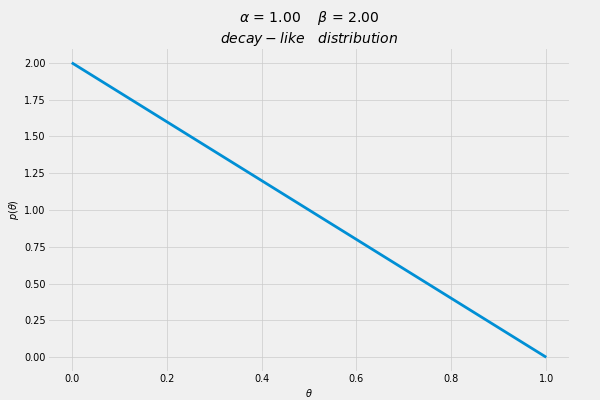 α = 1.00 β = 2.00
decay − like distribution
2.00
1.75
1.50
1.25
1.00
0.75
0.50
0.25
0.00
p(θ)
0.0 0.2 0.4 0.6 0.8 1.0
θ